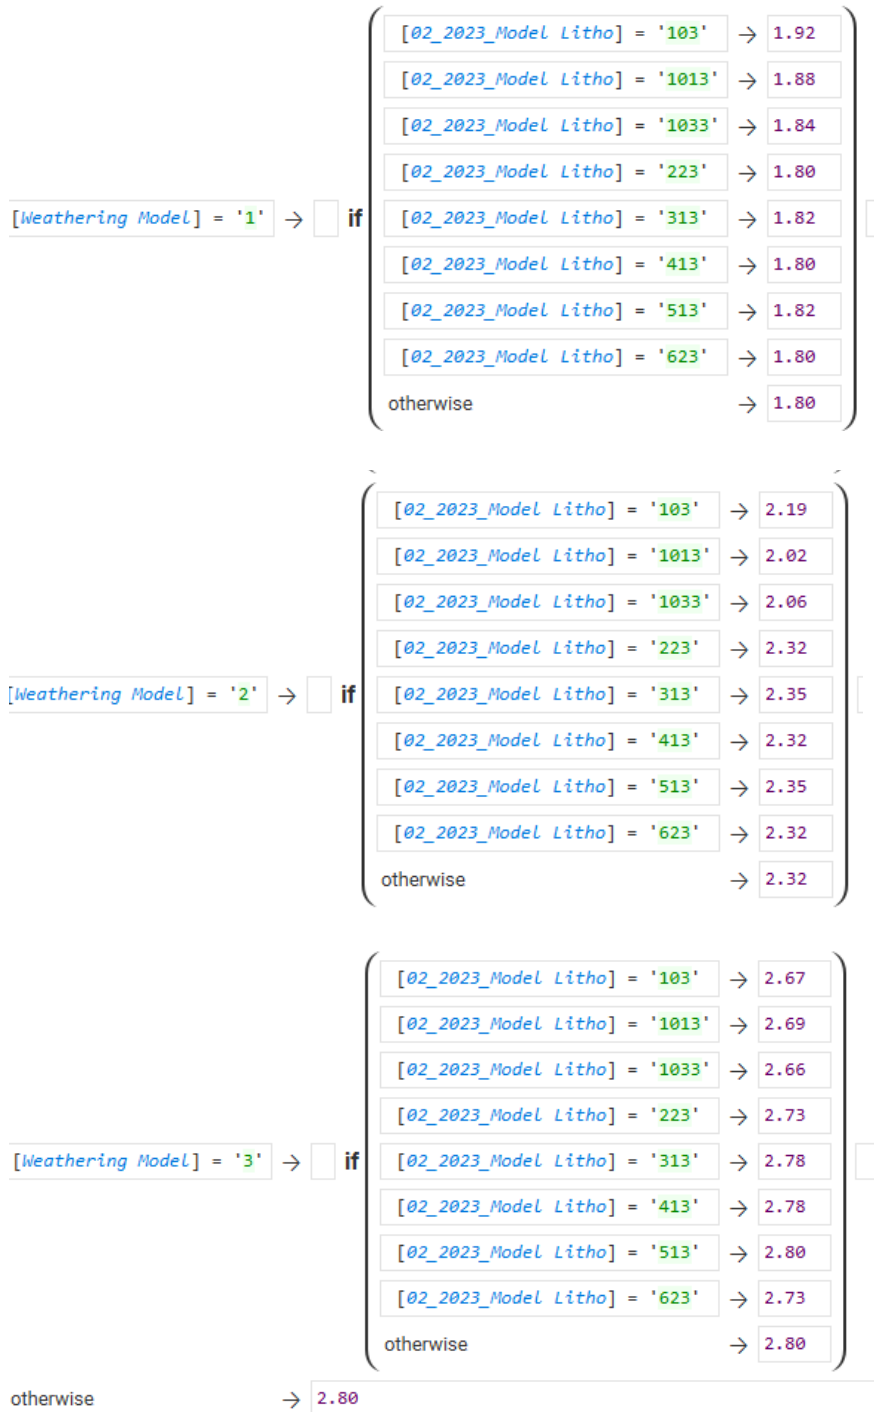 [02_2023_Model Litho] = '103' → 1.92
[02_2023_Model Litho] = '1013' → 1.88
[02_2023_Model Litho] = '1033' → 1.84
[02_2023_Model Litho] = '223' → 1.80
[Weathering Model] = '1' → if [02_2023_Model Litho] = '313' → 1.82
[02_2023_Model Litho] = '413' → 1.80
[02_2023_Model Litho] = '513' → 1.82
[02_2023_Model Litho] = '623' → 1.80
otherwise → 1.80
[02_2023_Model Litho] = '103' → 2.19
[02_2023_Model Litho] = '1013' → 2.02
[02_2023_Model Litho] = '1033' → 2.06
[02_2023_Model Litho] = '223' → 2.32
[Weathering Model] = '2' → if [02_2023_Model Litho] = '313' → 2.35
[02_2023_Model Litho] = '413' → 2.32
[02_2023_Model Litho] = '513' → 2.35
[02_2023_Model Litho] = '623' → 2.32
otherwise → 2.32
[02_2023_Model Litho] = '103' → 2.67
[02_2023_Model Litho] = '1013' → 2.69
[02_2023_Model Litho] = '1033' → 2.66
[02_2023_Model Litho] = '223' → 2.73
[Weathering Model] = '3' → if [02_2023_Model Litho] = '313' → 2.78
[02_2023_Model Litho] = '413' → 2.78
[02_2023_Model Litho] = '513' → 2.80
[02_2023_Model Litho] = '623' → 2.73
otherwise → 2.80
otherwise → 2.80